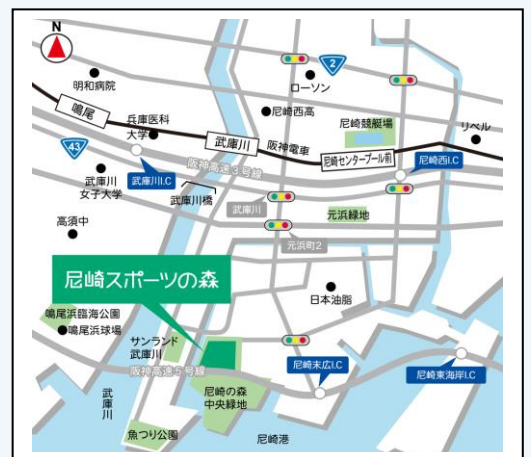 N
2
ローソン
明和病院
尼崎西高
鳴尾
兵庫医科
大学
尼崎競艇場
リベル
43
武庫川
阪神電車
尼崎センタープール前
阪神高速3号線
尼崎西I.C
武庫川
女子大学
武庫川I.C
武庫川橋
武庫川
元浜緑地
高須中
元浜町2
尼崎スポーツの森
日本油脂
鳴尾浜臨海公園
鳴尾浜球場
サンランド
武庫川
阪神高速5号線
尼崎末広I.C
尼崎東海岸I.C
武庫川
尼崎の森
中央緑地
魚つり公園
尼崎港